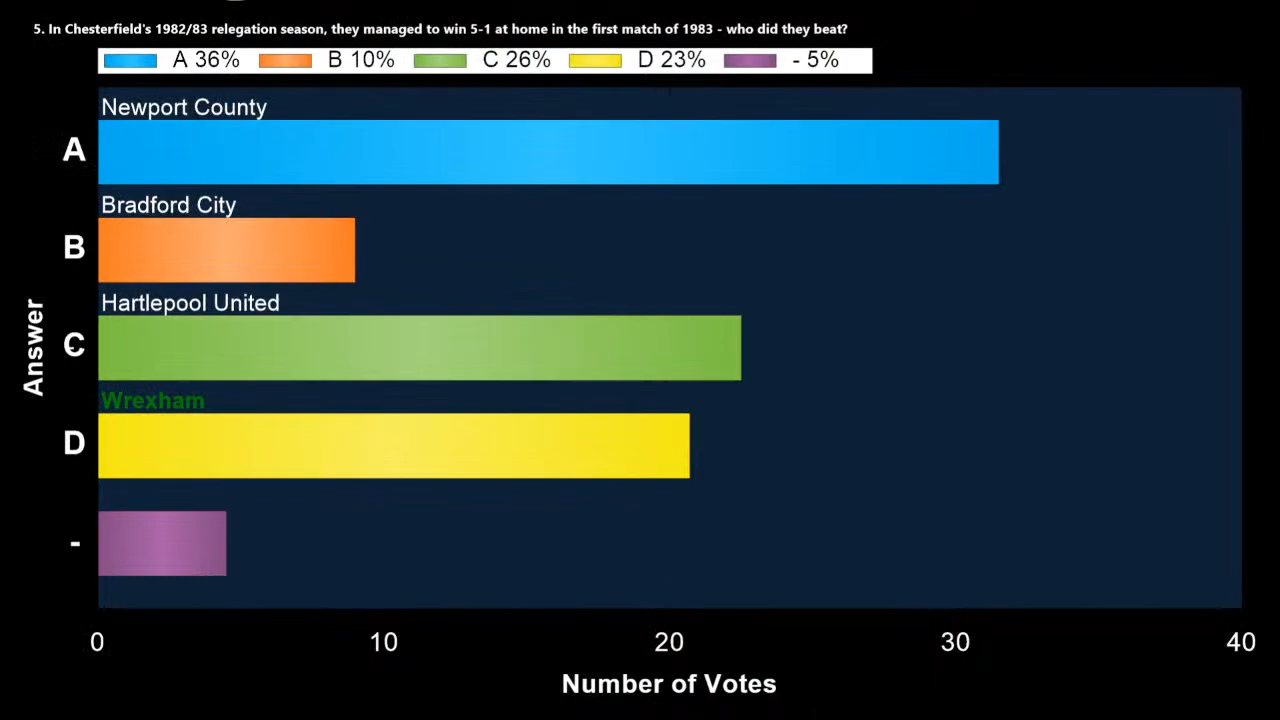 5. In Chesterfield's 1982/83 relegation season, they managed to win 5-1 at home in the first match of 1983 - who did they beat?
A 36% B 10% C 26% D 23% - 5%
Newport County
A
Bradford City
B
Hartlepool United
C
Wrexham
D
-
Answer
0 10 20 30 40
Number of Votes